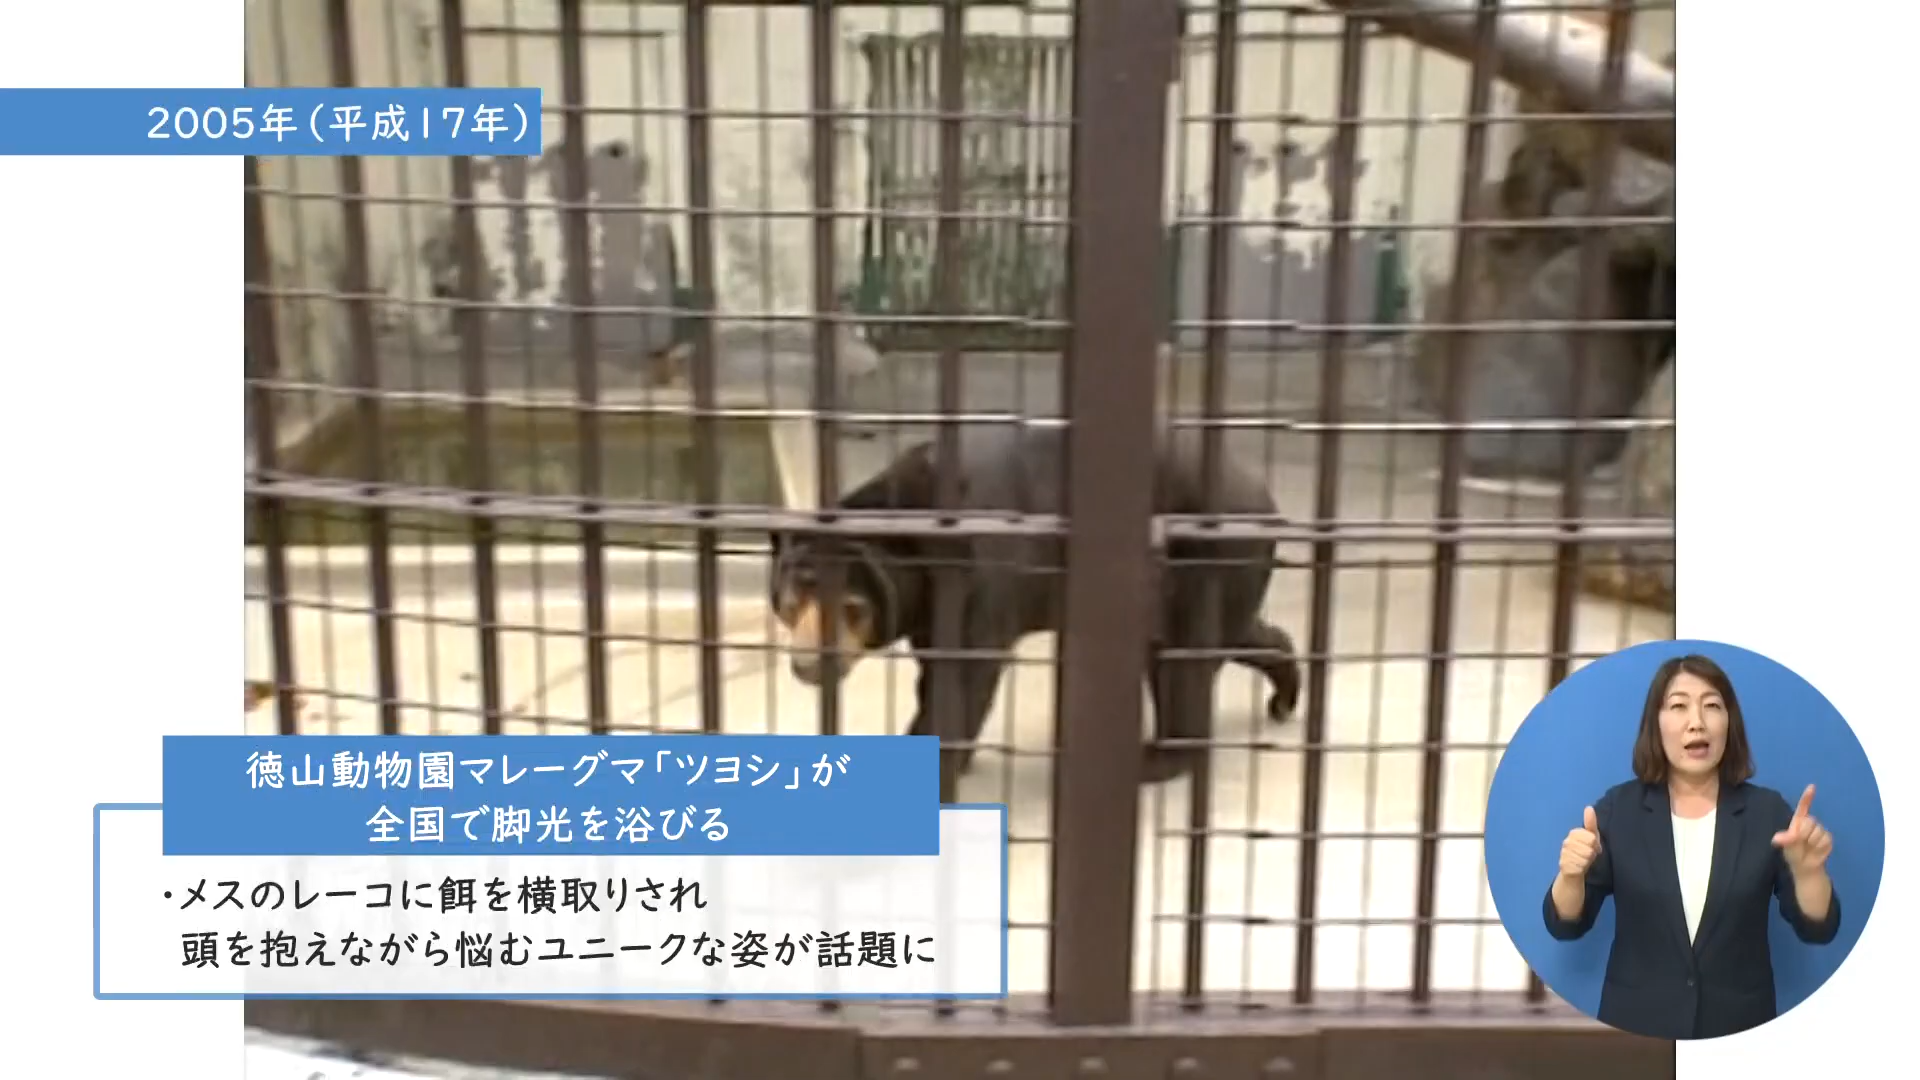 2005年(平成17年)
徳山動物園マレーグマ「ツヨシ」が
全国で脚光を浴びる
・メスのレーコに餌を横取りされ
頭を抱えながら悩むユニークな姿が話題に